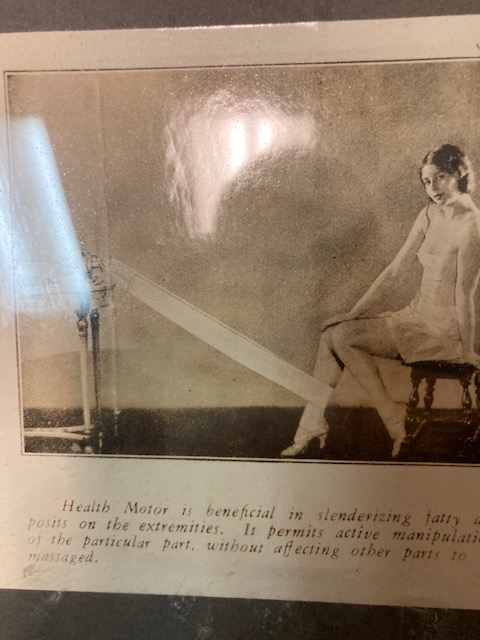 Health Motor is beneficial in slenderizing fatty
posits on the extremities. It permits active manipulati
of the particular part, without affecting other parts to
massaged.